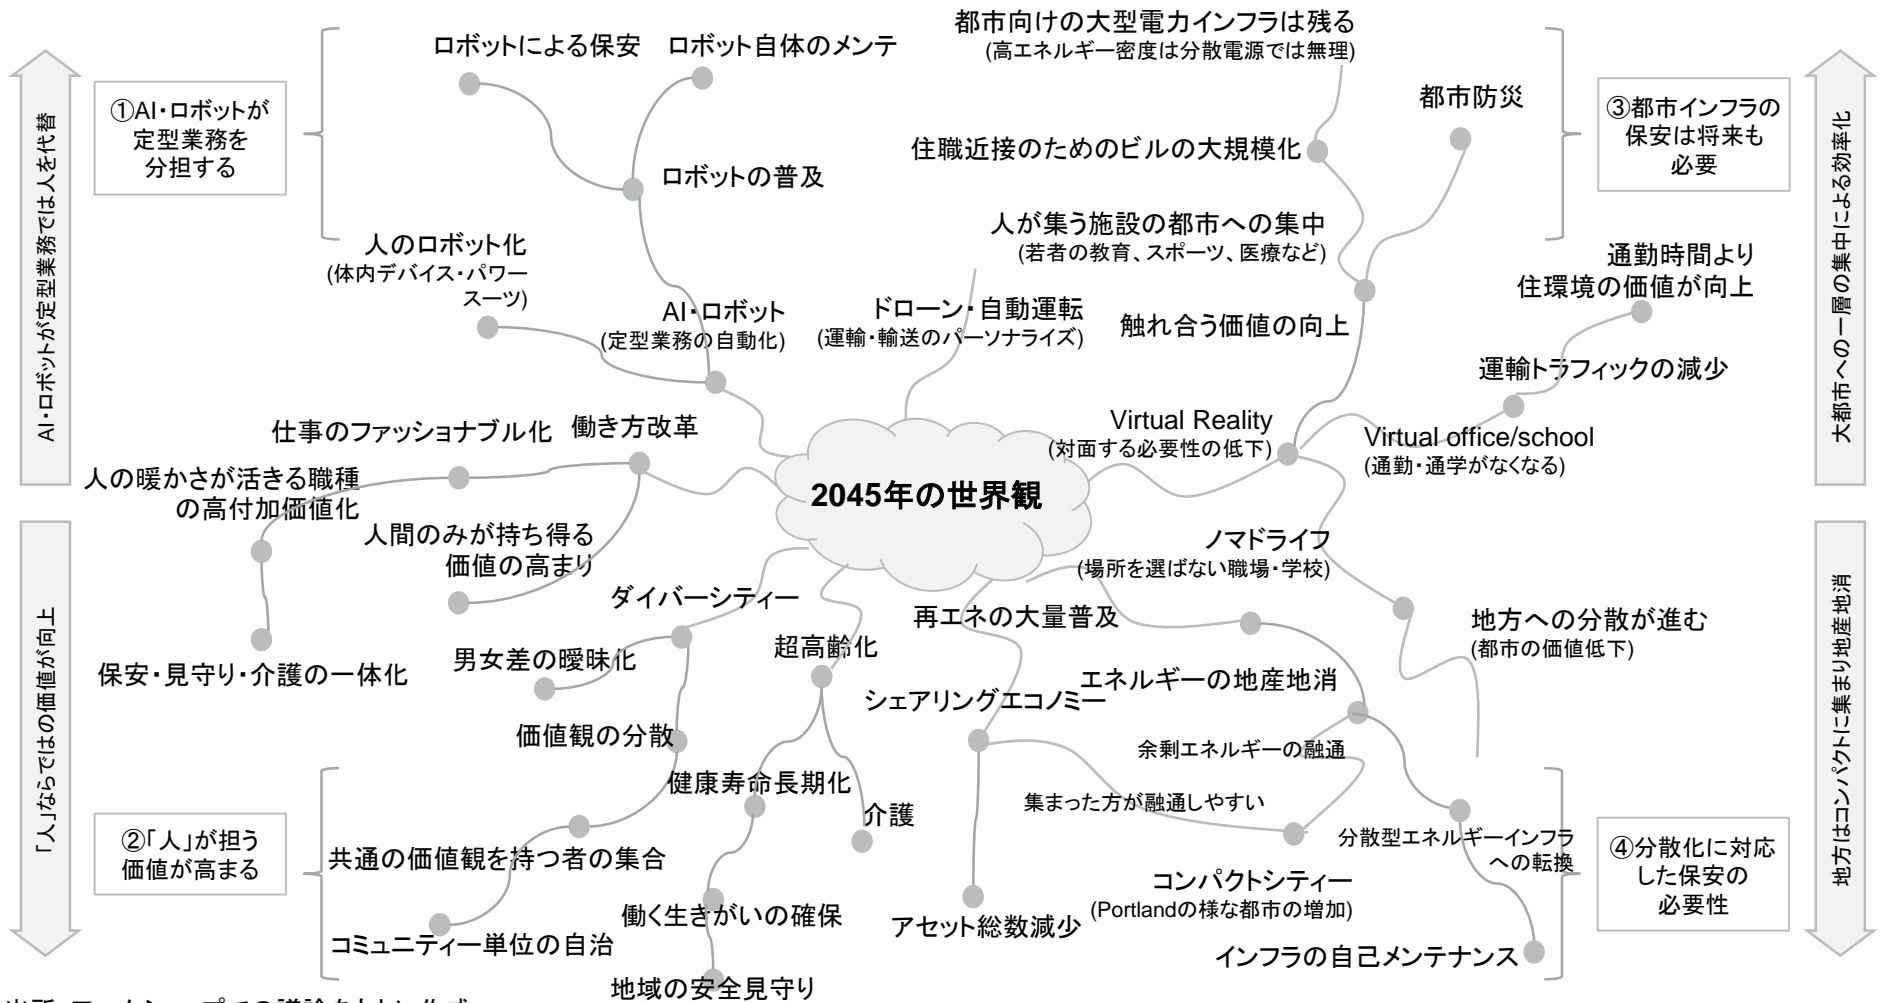 都市向けの大型電力インフラは残る
(高エネルギー密度は分散電源では無理)
ロボットによる保安
ロボット自体のメンテ
都市防災
①AI・ロボットが
定型業務を
分担する
③都市インフラの
保安は将来も
必要
AI・ロボットが定型業務では人を代替
大都市への一層の集中による効率化
住職近接のためのビルの大規模化
ロボットの普及
人が集う施設の都市への集中
(若者の教育、スポーツ、医療など)
人のロボット化
(体内デバイス・パワー
スーツ)
通勤時間より
住環境の価値が向上
AI・ロボット
(定型業務の自動化)
ドローン・自動運転
(運輸・輸送のパーソナライズ)
触れ合う価値の向上
運輸トラフィックの減少
仕事のファッショナブル化
働き方改革
Virtual Reality
(対面する必要性の低下)
Virtual office/school
(通勤・通学がなくなる)
人の暖かさが活きる職種
の高付加価値化
2045年の世界観
人間のみが持ち得る
価値の高まり
ノマドライフ
(場所を選ばない職場・学校)
ダイバーシティー
再エネの大量普及
地方への分散が進む
(都市の価値低下)
「人」ならではの価値が向上
地方はコンパクトに集まり地産地消
保安・見守り・介護の一体化
男女差の曖昧化
超高齢化
エネルギーの地産地消
シェアリングエコノミー
価値観の分散
余剰エネルギーの融通
健康寿命長期化
集まった方が融通しやすい
介護
②「人」が担う
価値が高まる
分散型エネルギーインフラ
への転換
④分散化に対応
した保安の
必要性
共通の価値観を持つ者の集合
コンパクトシティー
(Portlandの様な都市の増加)
働く生きがいの確保
アセット総数減少
コミュニティー単位の自治
インフラの自己メンテナンス
地域の安全見守り